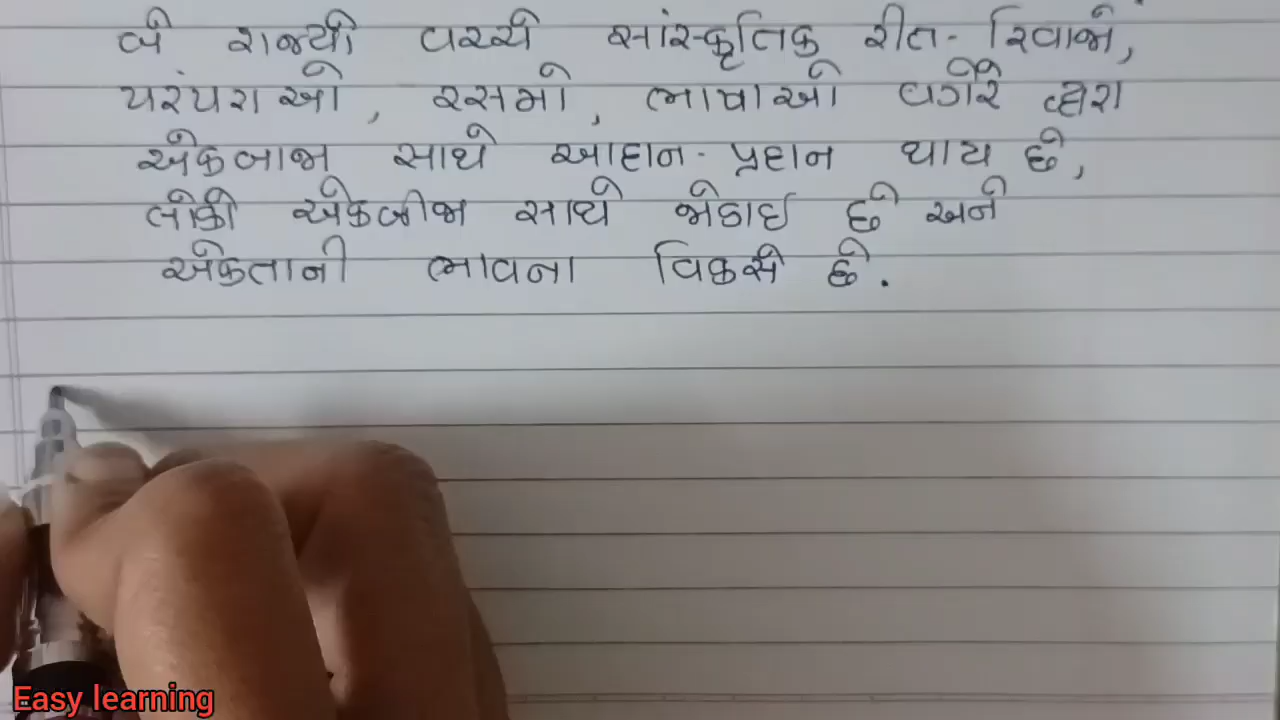 બે રાજ્યો વચ્ચે સાંસ્કૃતિક રીત-રિવાજો,
પરંપરાઓ, રસમો, ભાષાઓ વગેરે દ્વારા
એકબીજા સાથે આદાન-પ્રદાન થાય છે,
લોકો એકબીજા સાથે જોડાઈ છે અને
એકતાની ભાવના વિકસે છે.
Easy learning